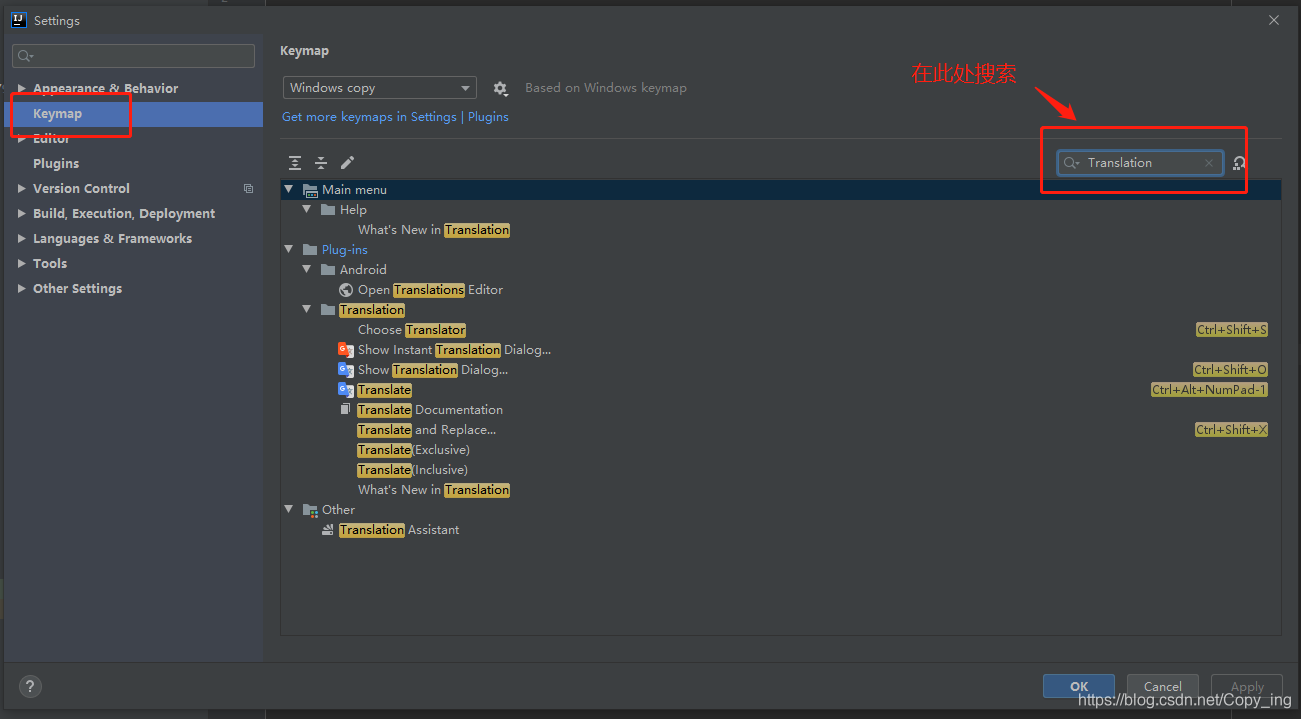 Settings
Appearance & Behavior
Keymap
Editor
Plugins
Version Control
Build, Execution, Deployment
Languages & Frameworks
Tools
Other Settings
Keymap
Windows copy
Based on Windows keymap
Get more keymaps in Settings | Plugins
在此处搜索
Translation
Main menu
Help
What's New in Translation
Plug-ins
Android
Open Translations Editor
Translation
Choose Translator Ctrl+Shift+S
Show Instant Translation Dialog...
Show Translation Dialog... Ctrl+Shift+O
Translate Ctrl+Alt+NumPad-1
Translate Documentation
Translate and Replace... Ctrl+Shift+X
Translate(Exclusive)
Translate(Inclusive)
What's New in Translation
Other
Translation Assistant
?
OK
Cancel
Apply
https://blog.csdn.net/Copy_ing